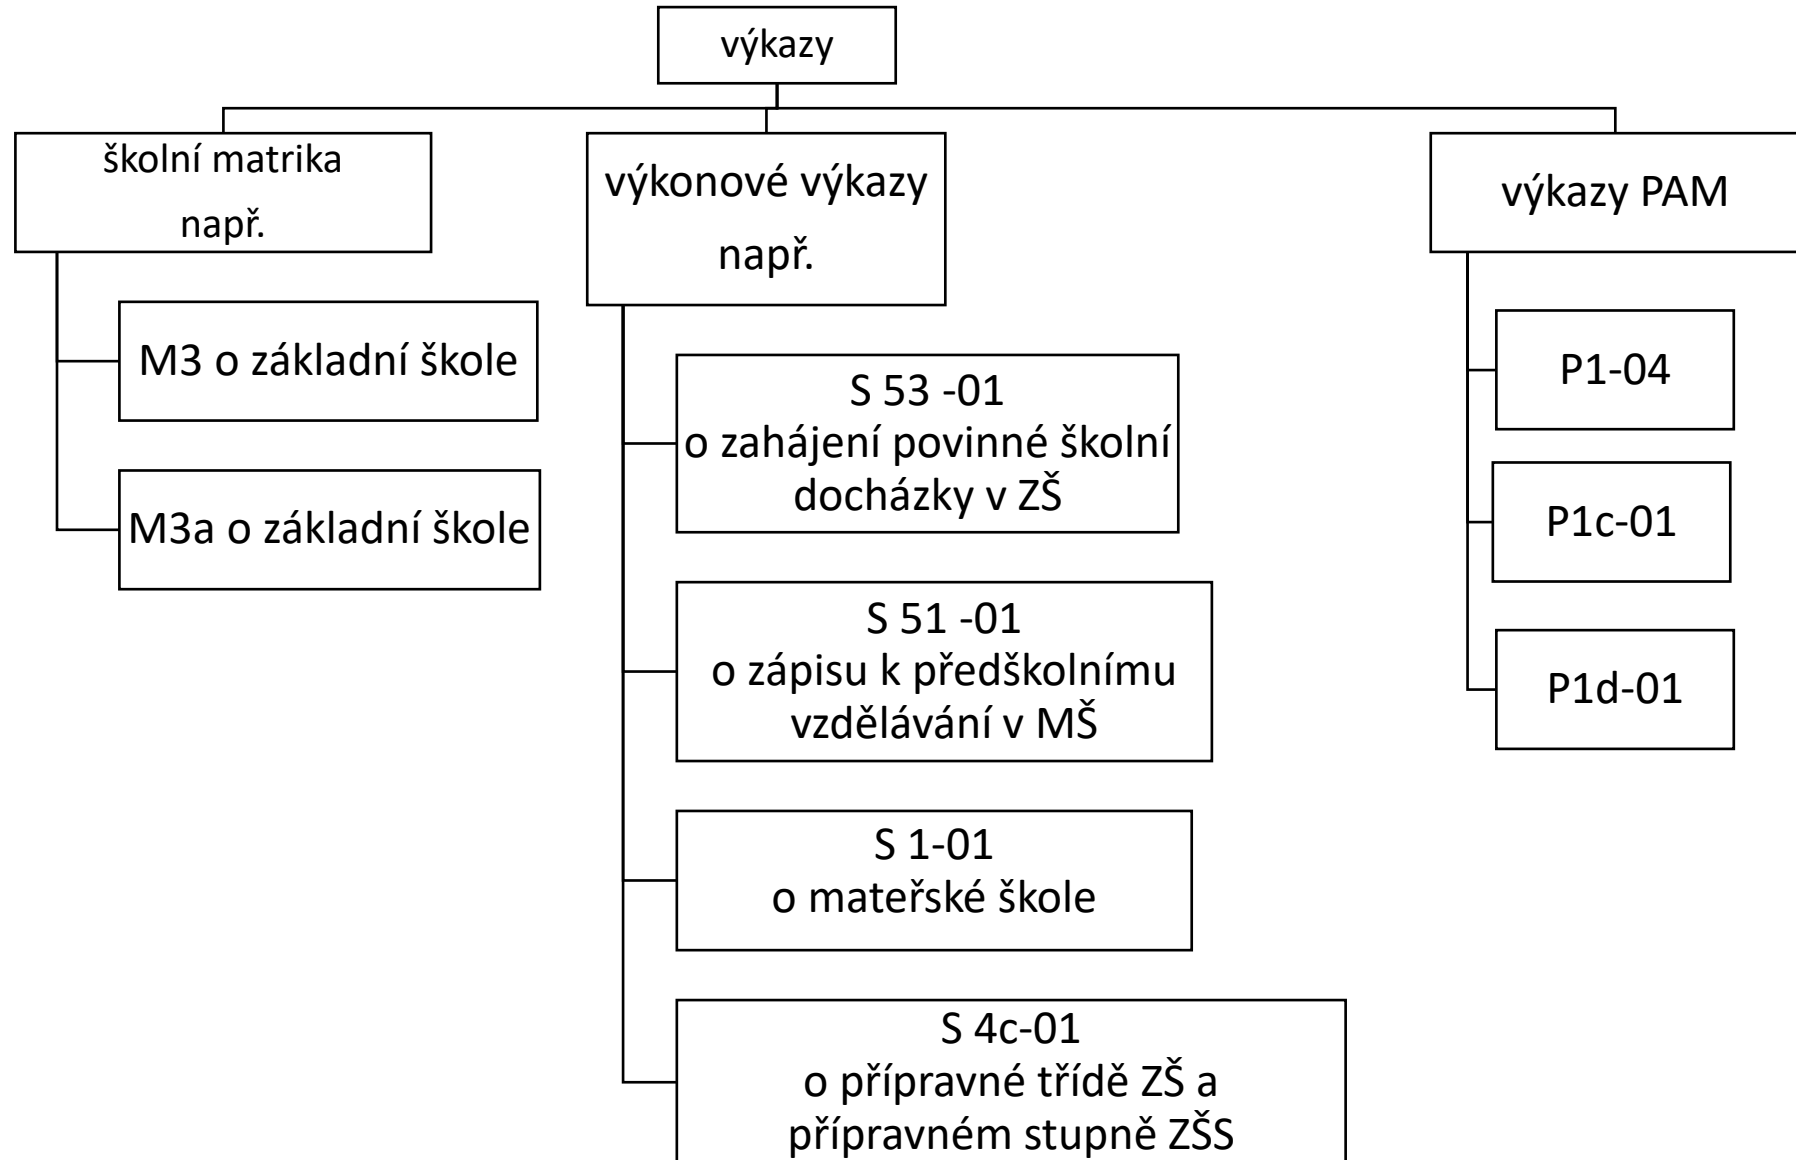 výkazy
školní matrika
např.
M3 o základní škole
M3a o základní škole
výkonové výkazy
např.
S 53 -01
o zahájení povinné školní
docházky v ZŠ
S 51 -01
o zápisu k předškolnímu
vzdělávání v MŠ
S 1-01
o mateřské škole
S 4c-01
o přípravné třídě ZŠ a
přípravném stupně ZŠS
výkazy PAM
P1-04
P1c-01
P1d-01